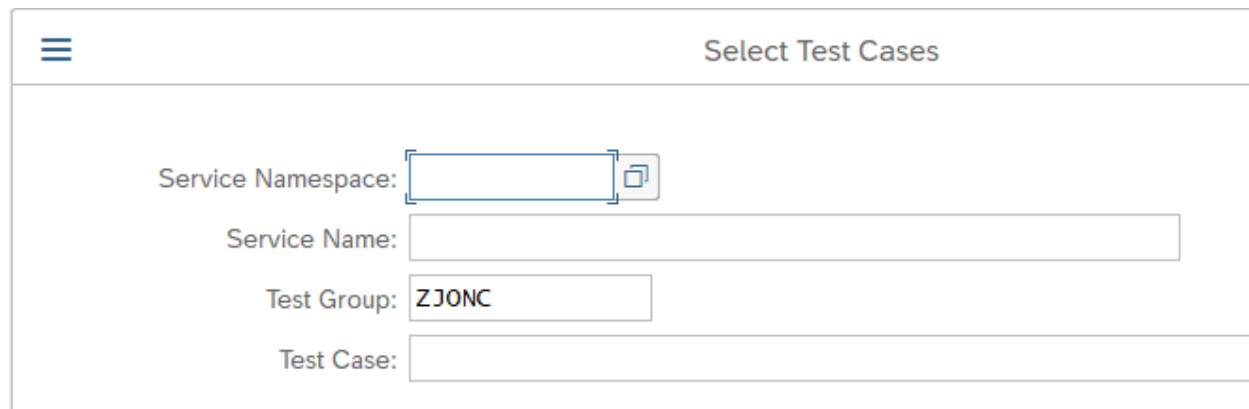 Select Test Cases
Service Namespace:
Service Name:
Test Group: ZJONC
Test Case: